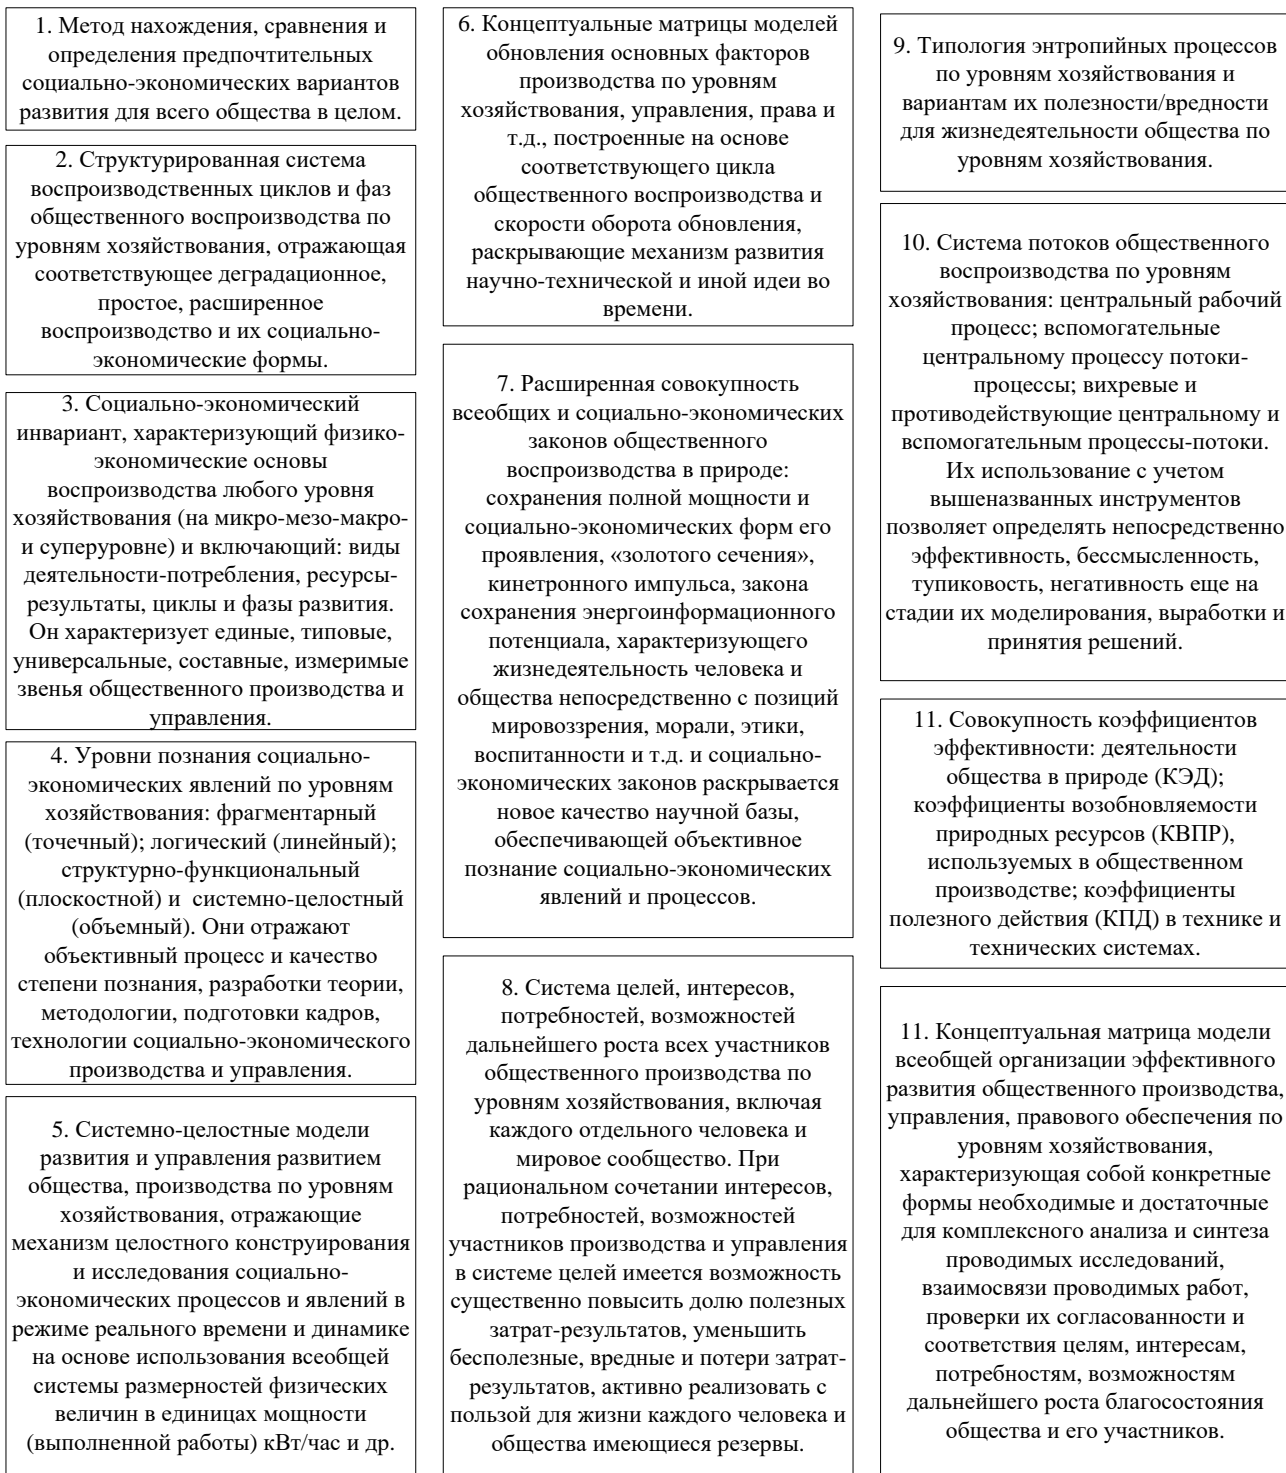 1. Метод нахождения, сравнения и
определения предпочтительных
социально-экономических вариантов
развития для всего общества в целом.
2. Структурированная система
воспроизводственных циклов и фаз
общественного воспроизводства по
уровням хозяйствования, отражающая
соответствующее деградационное,
простое, расширенное
воспроизводство и их социально-
экономические формы.
3. Социально-экономический
инвариант, характеризующий физико-
экономические основы
воспроизводства любого уровня
хозяйствования (на микро-мезо-макро-
и суперуровне) и включающий: виды
деятельности-потребления, ресурсы-
результаты, циклы и фазы развития.
Он характеризует единые, типовые,
универсальные, составные, измеримые
звенья общественного производства и
управления.
4. Уровни познания социально-
экономических явлений по уровням
хозяйствования: фрагментарный
(точечный); логический (линейный);
структурно-функциональный
(плоскостной) и системно-целостный
(объемный). Они отражают
объективный процесс и качество
степени познания, разработки теории,
методологии, подготовки кадров,
технологии социально-экономического
производства и управления.
5. Системно-целостные модели
развития и управления развитием
общества, производства по уровням
хозяйствования, отражающие
механизм целостного конструирования
и исследования социально-
экономических процессов и явлений в
режиме реального времени и динамике
на основе использования всеобщей
системы размерностей физических
величин в единицах мощности
(выполненной работы) кВт/час и др.
6. Концептуальные матрицы моделей
обновления основных факторов
производства по уровням
хозяйствования, управления, права и
т.д., построенные на основе
соответствующего цикла
общественного воспроизводства и
скорости оборота обновления,
раскрывающие механизм развития
научно-технической и иной идеи во
времени.
7. Расширенная совокупность
всеобщих и социально-экономических
законов общественного
воспроизводства в природе:
сохранения полной мощности и
социально-экономических форм его
проявления, «золотого сечения»,
кинетронного импульса, закона
сохранения энергоинформационного
потенциала, характеризующего
жизнедеятельность человека и
общества непосредственно с позиций
мировоззрения, морали, этики,
воспитанности и т.д. и социально-
экономических законов раскрывается
новое качество научной базы,
обеспечивающей объективное
познание социально-экономических
явлений и процессов.
8. Система целей, интересов,
потребностей, возможностей
дальнейшего роста всех участников
общественного производства по
уровням хозяйствования, включая
каждого отдельного человека и
мировое сообщество. При
рациональном сочетании интересов,
потребностей, возможностей
участников производства и управления
в системе целей имеется возможность
существенно повысить долю полезных
затрат-результатов, уменьшить
бесполезные, вредные и потери затрат-
результатов, активно реализовать с
пользой для жизни каждого человека и
общества имеющиеся резервы.
9. Типология энтропийных процессов
по уровням хозяйствования и
вариантам их полезности/вредности
для жизнедеятельности общества по
уровням хозяйствования.
10. Система потоков общественного
воспроизводства по уровням
хозяйствования: центральный рабочий
процесс; вспомогательные
центральному процессу потоки-
процессы; вихревые и
противодействующие центральному и
вспомогательным процессы-потоки.
Их использование с учетом
вышеназванных инструментов
позволяет определять непосредственно
эффективность, бессмысленность,
тупиковость, негативность еще на
стадии их моделирования, выработки и
принятия решений.
11. Совокупность коэффициентов
эффективности: деятельности
общества в природе (КЭД);
коэффициенты возобновляемости
природных ресурсов (КВПР),
используемых в общественном
производстве; коэффициенты
полезного действия (КПД) в технике и
технических системах.
11. Концептуальная матрица модели
всеобщей организации эффективного
развития общественного производства,
управления, правового обеспечения по
уровням хозяйствования,
характеризующая собой конкретные
формы необходимые и достаточные
для комплексного анализа и синтеза
проводимых исследований,
взаимосвязи проводимых работ,
проверки их согласованности и
соответствия целям, интересам,
потребностям, возможностям
дальнейшего роста благосостояния
общества и его участников.